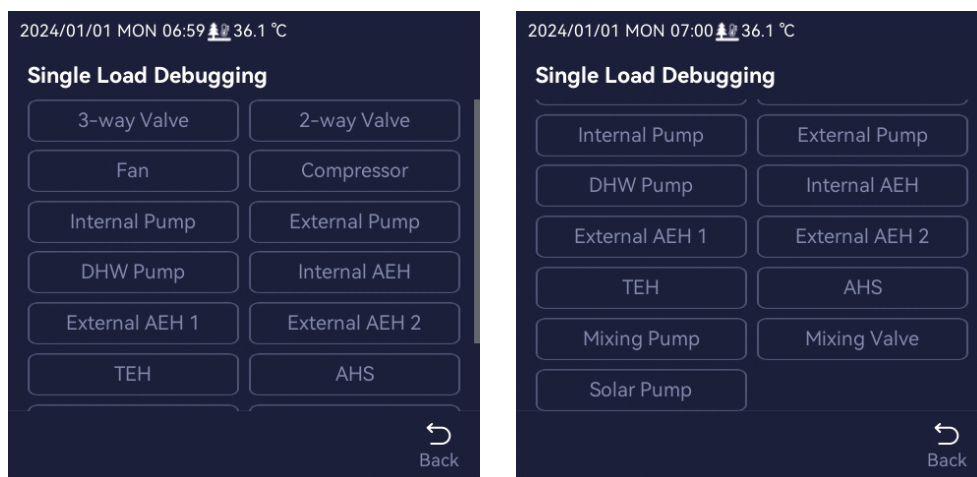 2024/01/01 MON 06:59 36.1 ℃
Single Load Debugging
3-way Valve 2-way Valve
Fan Compressor
Internal Pump External Pump
DHW Pump Internal AEH
External AEH 1 External AEH 2
TEH AHS
Back
2024/01/01 MON 07:00 36.1 ℃
Single Load Debugging
Internal Pump External Pump
DHW Pump Internal AEH
External AEH 1 External AEH 2
TEH AHS
Mixing Pump Mixing Valve
Solar Pump
Back